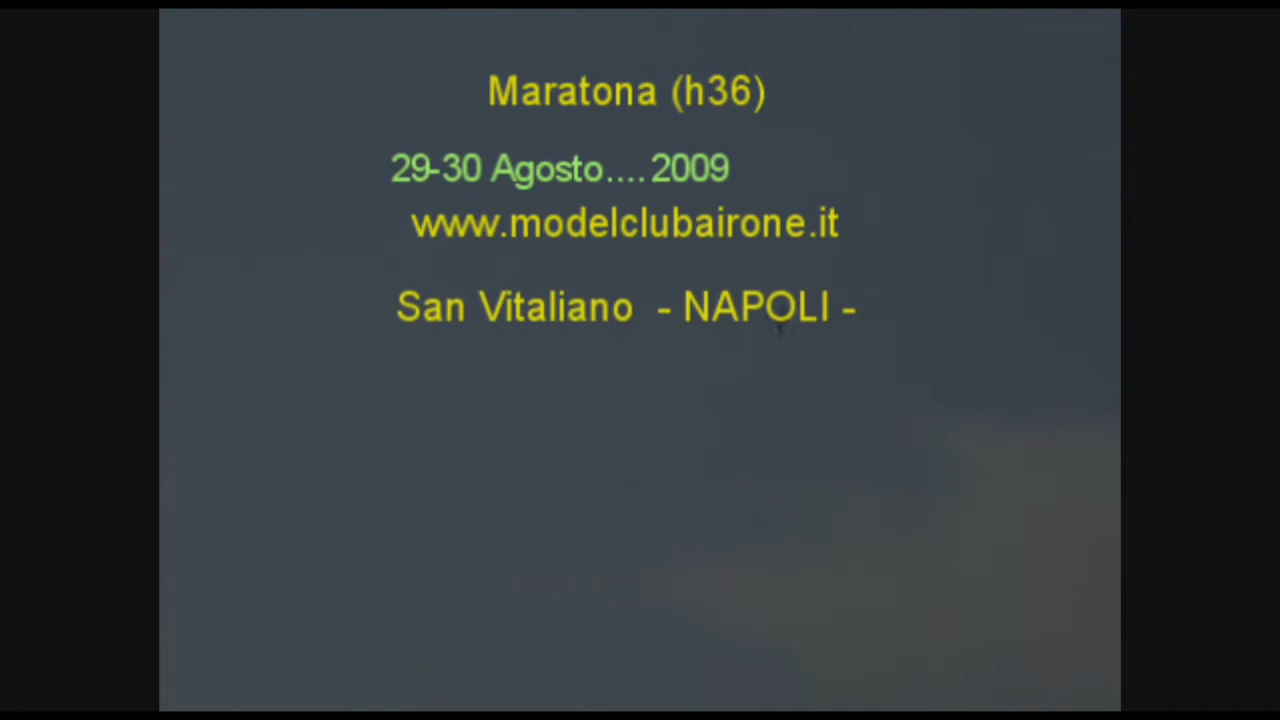 Maratona (h36)
29-30 Agosto.... 2009
www.modelclubairone.it
San Vitaliano - NAPOLI -